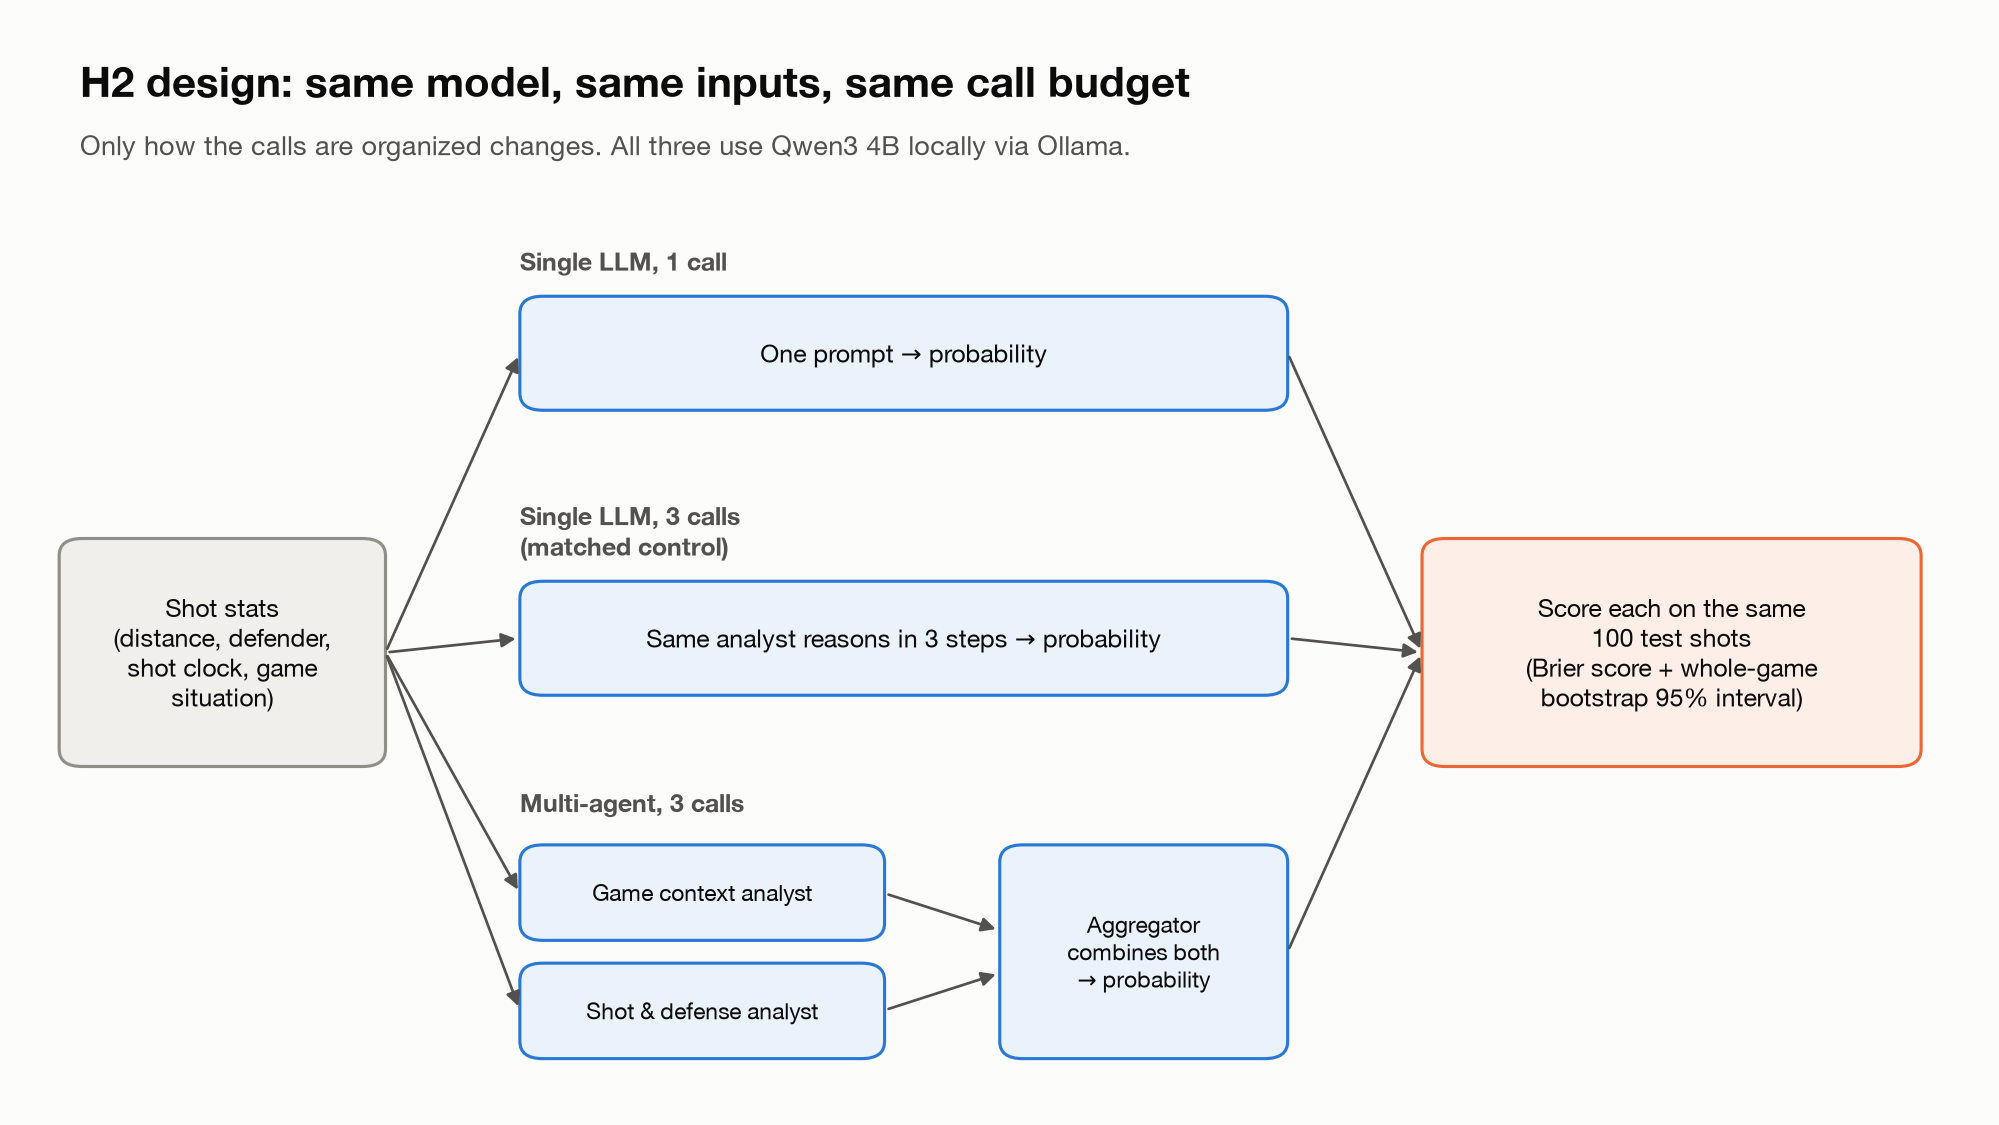 H2 design: same model, same inputs, same call budget
Only how the calls are organized changes. All three use Qwen3 4B locally via Ollama.
Single LLM, 1 call
One prompt → probability
Single LLM, 3 calls
(matched control)
Same analyst reasons in 3 steps → probability
Shot stats
(distance, defender,
shot clock, game
situation)
Score each on the same
100 test shots
(Brier score + whole-game
bootstrap 95% interval)
Multi-agent, 3 calls
Game context analyst
Shot & defense analyst
Aggregator
combines both
→ probability